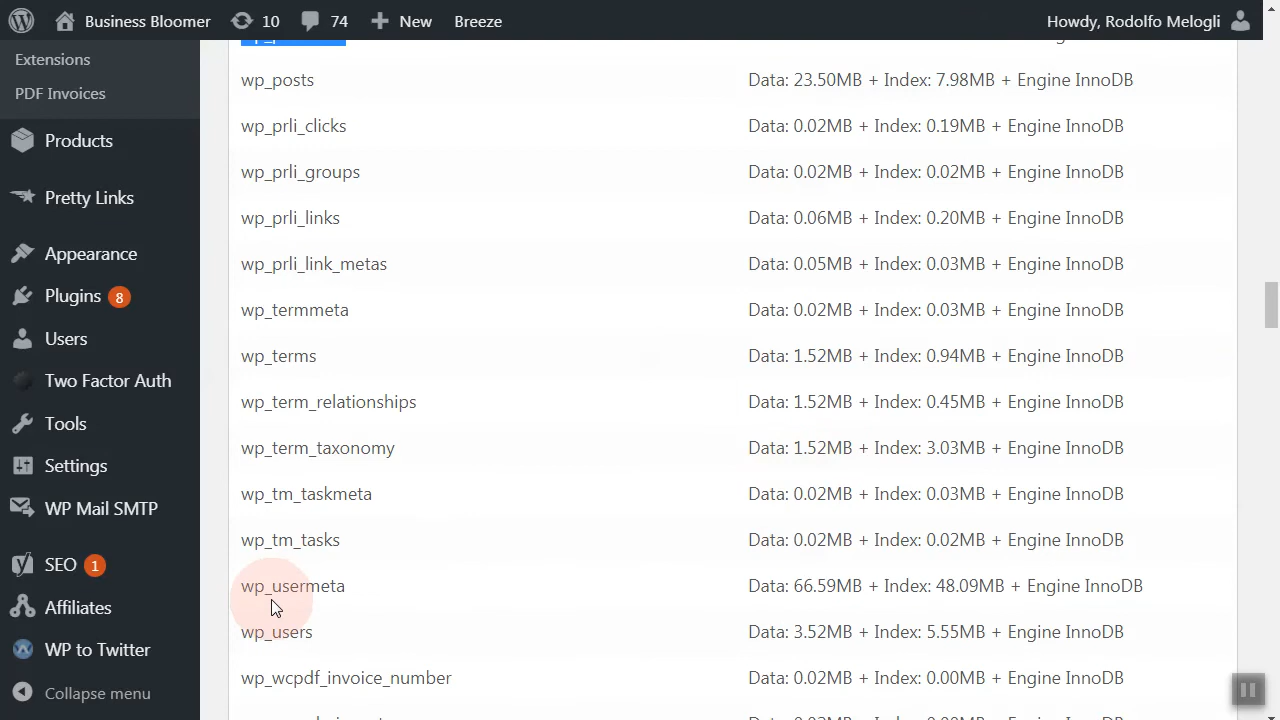 Business Bloomer 10 74 New Breeze Howdy, Rodolfo Melogli
Extensions
PDF Invoices
Products
Pretty Links
Appearance
Plugins 8
Users
Two Factor Auth
Tools
Settings
WP Mail SMTP
SEO 1
Affiliates
WP to Twitter
Collapse menu
wp_posts Data: 23.50MB + Index: 7.98MB + Engine InnoDB
wp_prli_clicks Data: 0.02MB + Index: 0.19MB + Engine InnoDB
wp_prli_groups Data: 0.02MB + Index: 0.02MB + Engine InnoDB
wp_prli_links Data: 0.06MB + Index: 0.20MB + Engine InnoDB
wp_prli_link_metas Data: 0.05MB + Index: 0.03MB + Engine InnoDB
wp_termmeta Data: 0.02MB + Index: 0.03MB + Engine InnoDB
wp_terms Data: 1.52MB + Index: 0.94MB + Engine InnoDB
wp_term_relationships Data: 1.52MB + Index: 0.45MB + Engine InnoDB
wp_term_taxonomy Data: 1.52MB + Index: 3.03MB + Engine InnoDB
wp_tm_taskmeta Data: 0.02MB + Index: 0.03MB + Engine InnoDB
wp_tm_tasks Data: 0.02MB + Index: 0.02MB + Engine InnoDB
wp_usermeta Data: 66.59MB + Index: 48.09MB + Engine InnoDB
wp_users Data: 3.52MB + Index: 5.55MB + Engine InnoDB
wp_wcpdf_invoice_number Data: 0.02MB + Index: 0.00MB + Engine InnoDB